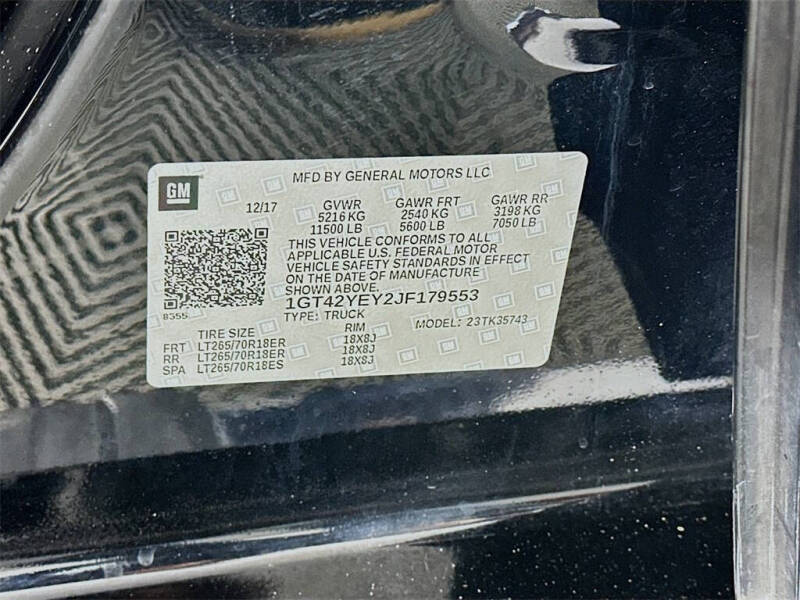 GM
MFD BY GENERAL MOTORS LLC
12/17 GVWR GAWR FRT GAWR RR
5216 KG 2540 KG 3198 KG
11500 LB 5600 LB 7050 LB
THIS VEHICLE CONFORMS TO ALL
APPLICABLE U.S. FEDERAL MOTOR
VEHICLE SAFETY STANDARDS IN EFFECT
ON THE DATE OF MANUFACTURE
SHOWN ABOVE.
8355
1GT42YEY2JF179553
TYPE: TRUCK MODEL: 23TK35743
TIRE SIZE RIM
FRT LT265/70R18ER 18X8J
RR LT265/70R18ER 18X8J
SPA LT265/70R18ES 18X8J